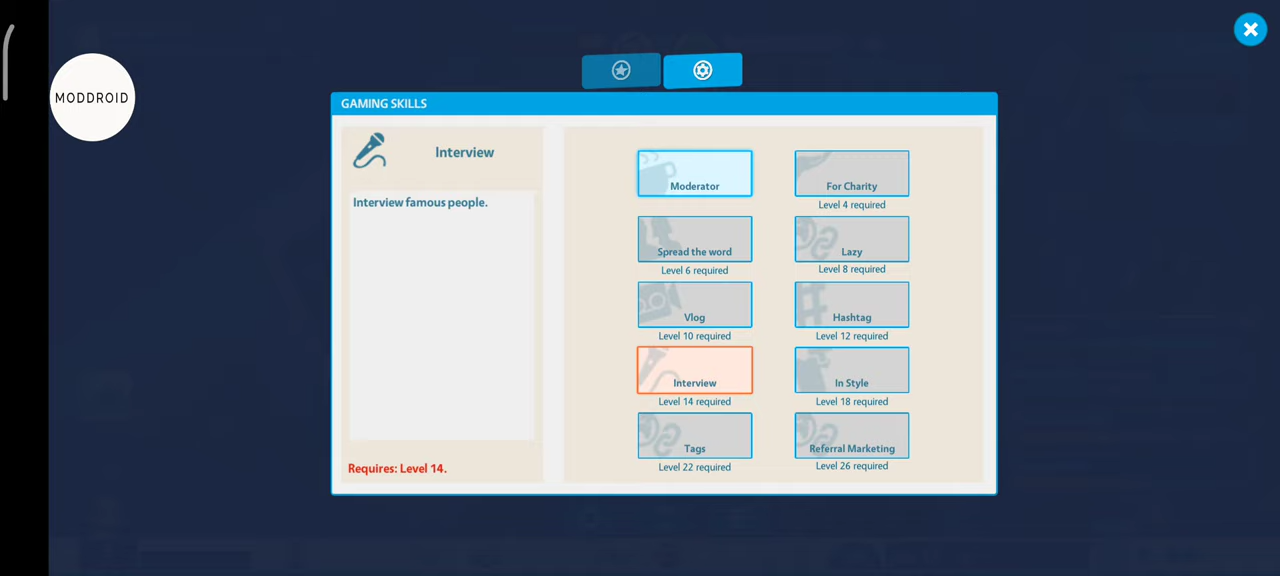 MODDROID
GAMING SKILLS
Interview
Interview famous people.
Requires: Level 14.
Moderator
For Charity
Level 4 required
Spread the word
Level 6 required
Lazy
Level 8 required
Vlog
Level 10 required
Hashtag
Level 12 required
Interview
Level 14 required
In Style
Level 18 required
Tags
Level 22 required
Referral Marketing
Level 26 required